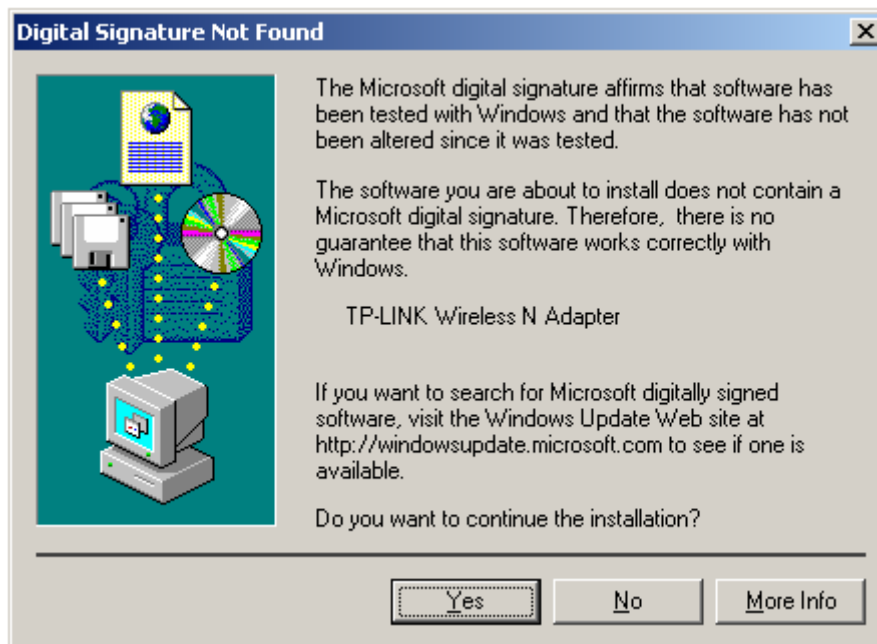 Digital Signature Not Found
The Microsoft digital signature affirms that software has
been tested with Windows and that the software has not
been altered since it was tested.
The software you are about to install does not contain a
Microsoft digital signature. Therefore,  there is no
guarantee that this software works correctly with
Windows.
TP-LINK Wireless N Adapter
If you want to search for Microsoft digitally signed
software, visit the Windows Update Web site at
http://windowsupdate.microsoft.com to see if one is
available.
Do you want to continue the installation?
Yes
No
More Info